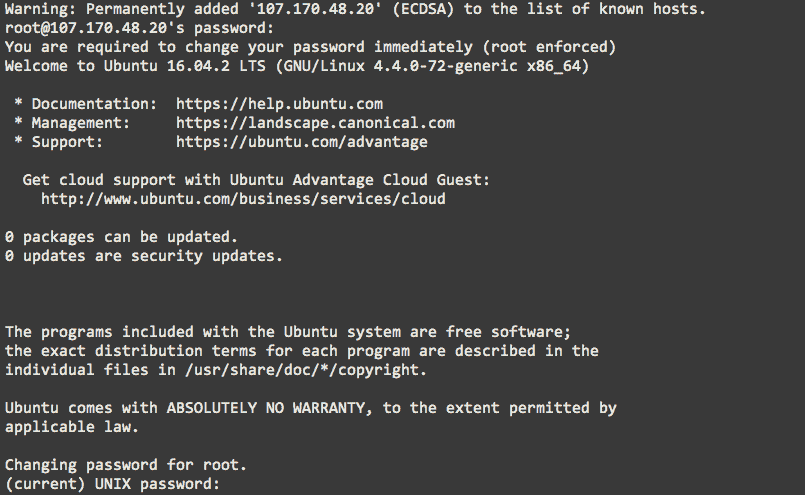 Warning: Permanently added '107.170.48.20' (ECDSA) to the list of known hosts.
root@107.170.48.20's password:
You are required to change your password immediately (root enforced)
Welcome to Ubuntu 16.04.2 LTS (GNU/Linux 4.4.0-72-generic x86_64)
* Documentation:  https://help.ubuntu.com
* Management:     https://landscape.canonical.com
* Support:        https://ubuntu.com/advantage
Get cloud support with Ubuntu Advantage Cloud Guest:
http://www.ubuntu.com/business/services/cloud
0 packages can be updated.
0 updates are security updates.
The programs included with the Ubuntu system are free software;
the exact distribution terms for each program are described in the
individual files in /usr/share/doc/*/copyright.
Ubuntu comes with ABSOLUTELY NO WARRANTY, to the extent permitted by
applicable law.
Changing password for root.
(current) UNIX password: